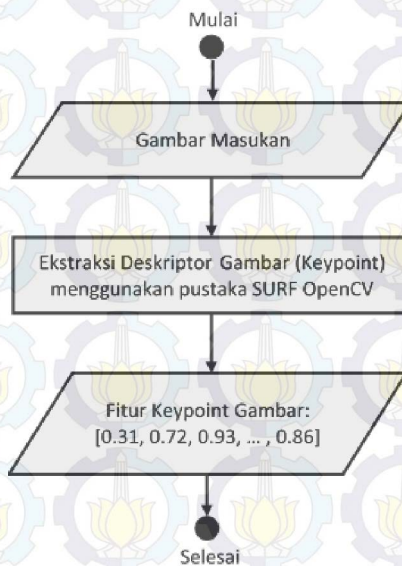 Mulai
Gambar Masukan
Ekstraksi Deskriptor Gambar (Keypoint)
menggunakan pustaka SURF OpenCV
Fitur Keypoint Gambar:
[0.31, 0.72, 0.93, ... , 0.86]
Selesai